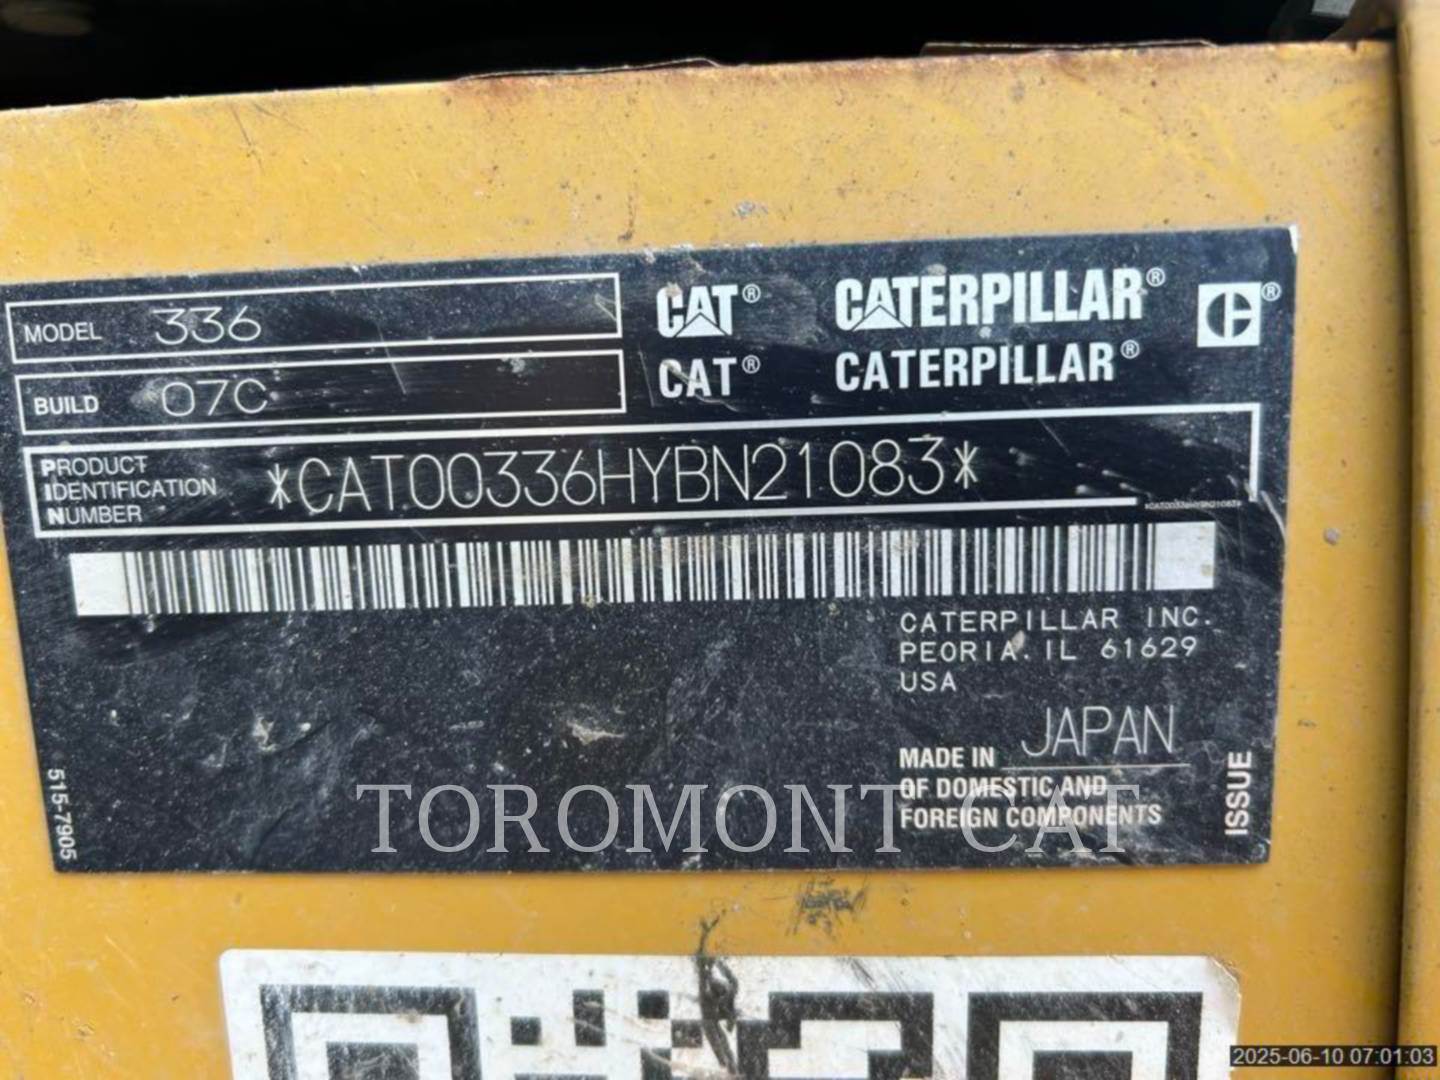 MODEL 336
BUILD 07C
CAT® CATERPILLAR®
CAT® CATERPILLAR®
PRODUCT
IDENTIFICATION
NUMBER
*CAT00336HYBN21083*
CATERPILLAR INC.
PEORIA. IL 61629
USA
MADE IN JAPAN
OF DOMESTIC AND
FOREIGN COMPONENTS
ISSUE
515-7905
TOROMONT CAT
2025-06-10 07:01:03